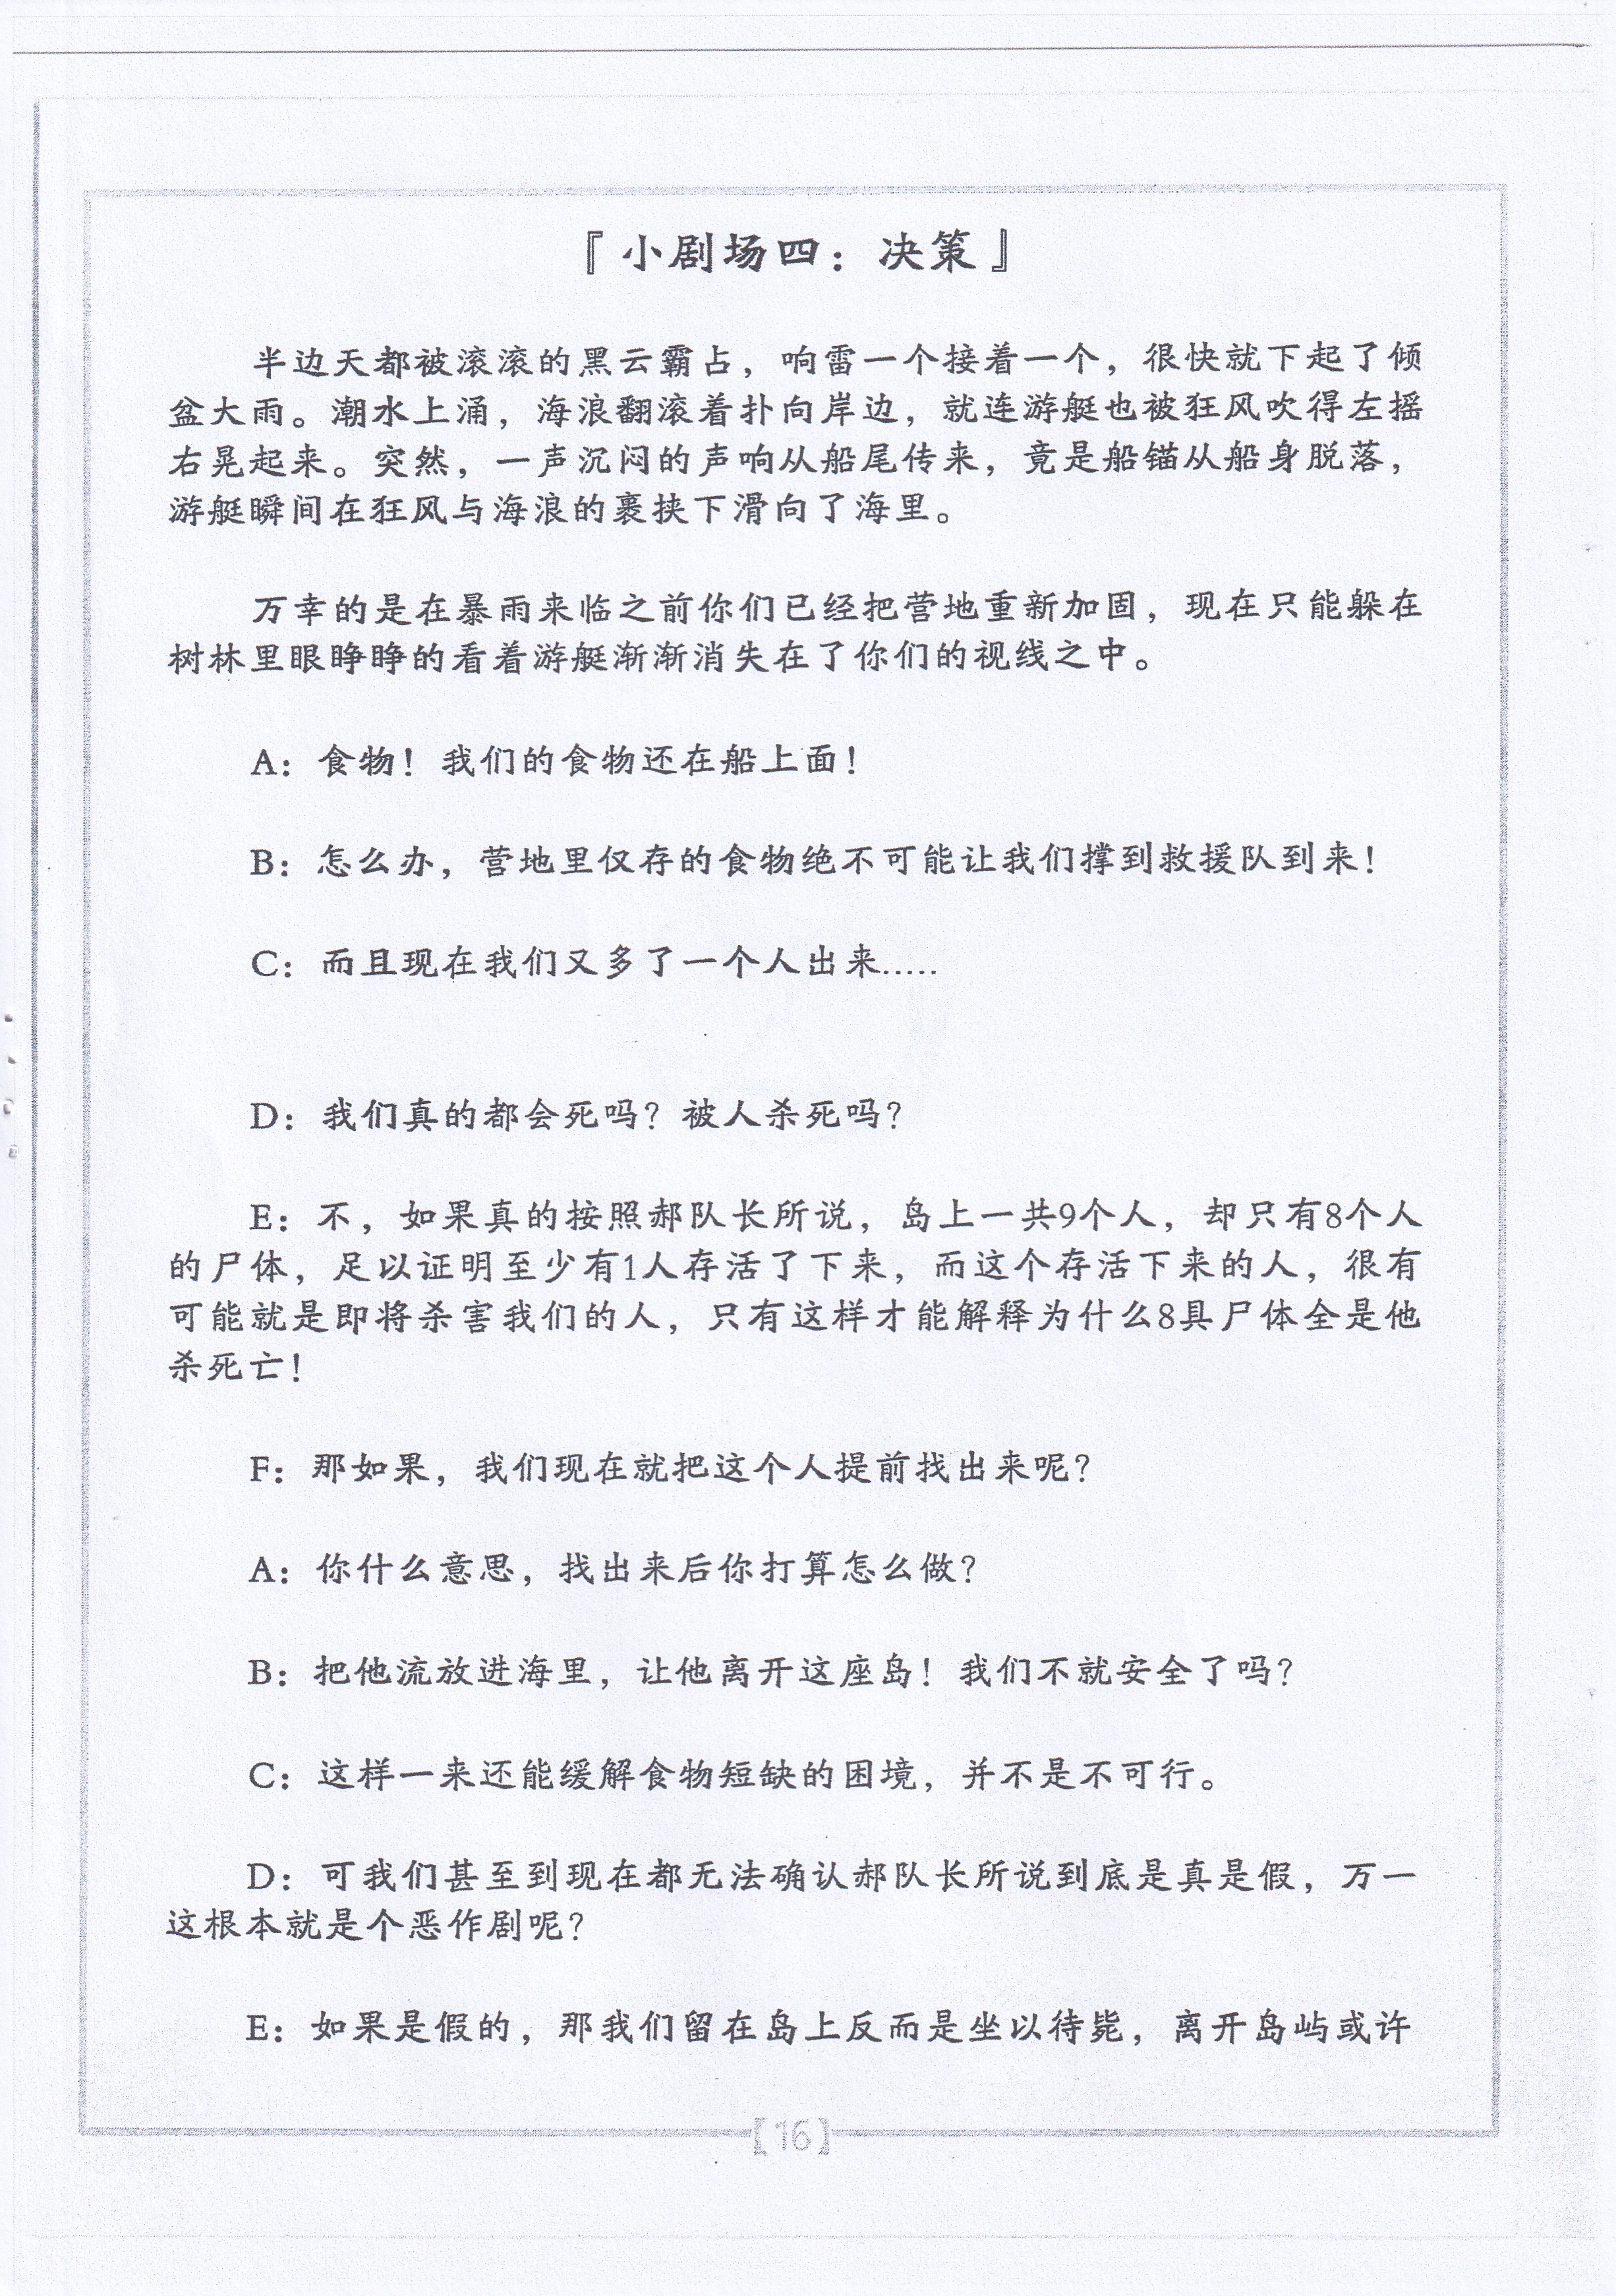 『小剧场四：决策』
半边天都被滚滚的黑云霸占，响雷一个接着一个，很快就下起了倾
盆大雨。潮水上涌，海浪翻滚着扑向岸边，就连游艇也被狂风吹得左摇
右晃起来。突然，一声沉闷的声响从船尾传来，竟是船锚从船身脱落，
游艇瞬间在狂风与海浪的裹挟下滑向了海里。
万幸的是在暴雨来临之前你们已经把营地重新加固，现在只能躲在
树林里眼睁睁的看着游艇渐渐消失在了你们的视线之中。
A：食物！我们的食物还在船上面！
B：怎么办，营地里仅存的食物绝不可能让我们撑到救援队到来！
C：而且现在我们又多了一个人出来.....
D：我们真的都会死吗？被人杀死吗？
E：不，如果真的按照郝队长所说，岛上一共9个人，却只有8个人
的尸体，足以证明至少有1人存活了下来，而这个存活下来的人，很有
可能就是即将杀害我们的人，只有这样才能解释为什么8具尸体全是他
杀死亡！
F：那如果，我们现在就把这个人提前找出来呢？
A：你什么意思，找出来后你打算怎么做？
B：把他流放进海里，让他离开这座岛！我们不就安全了吗？
C：这样一来还能缓解食物短缺的困境，并不是不可行。
D：可我们甚至到现在都无法确认郝队长所说到底是真是假，万一
这根本就是个恶作剧呢？
E：如果是假的，那我们留在岛上反而是坐以待毙，离开岛屿或许
【16】